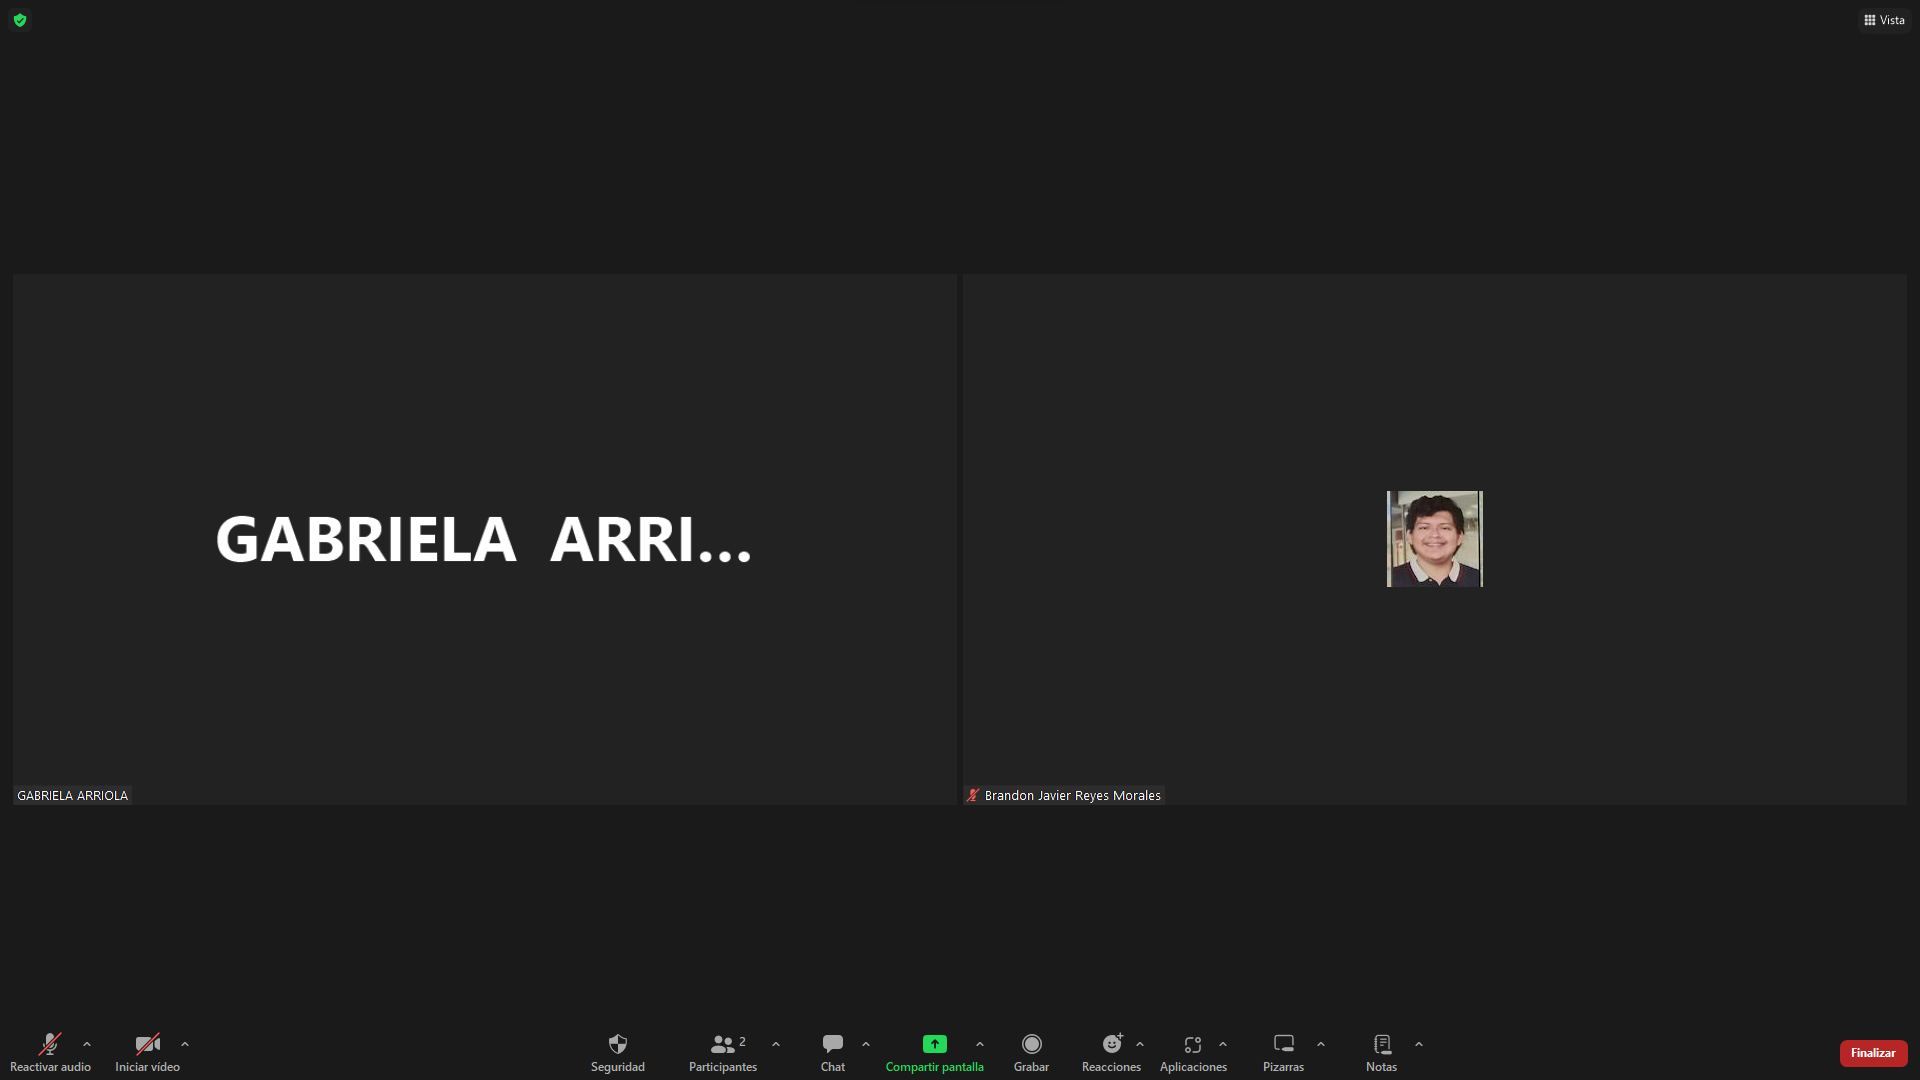 Vista
GABRIELA ARRI...
GABRIELA ARRIOLA
Brandon Javier Reyes Morales
Reactivar audio
Iniciar vídeo
Seguridad
2
Participantes
Chat
Compartir pantalla
Grabar
Reacciones
Aplicaciones
Pizarras
Notas
Finalizar